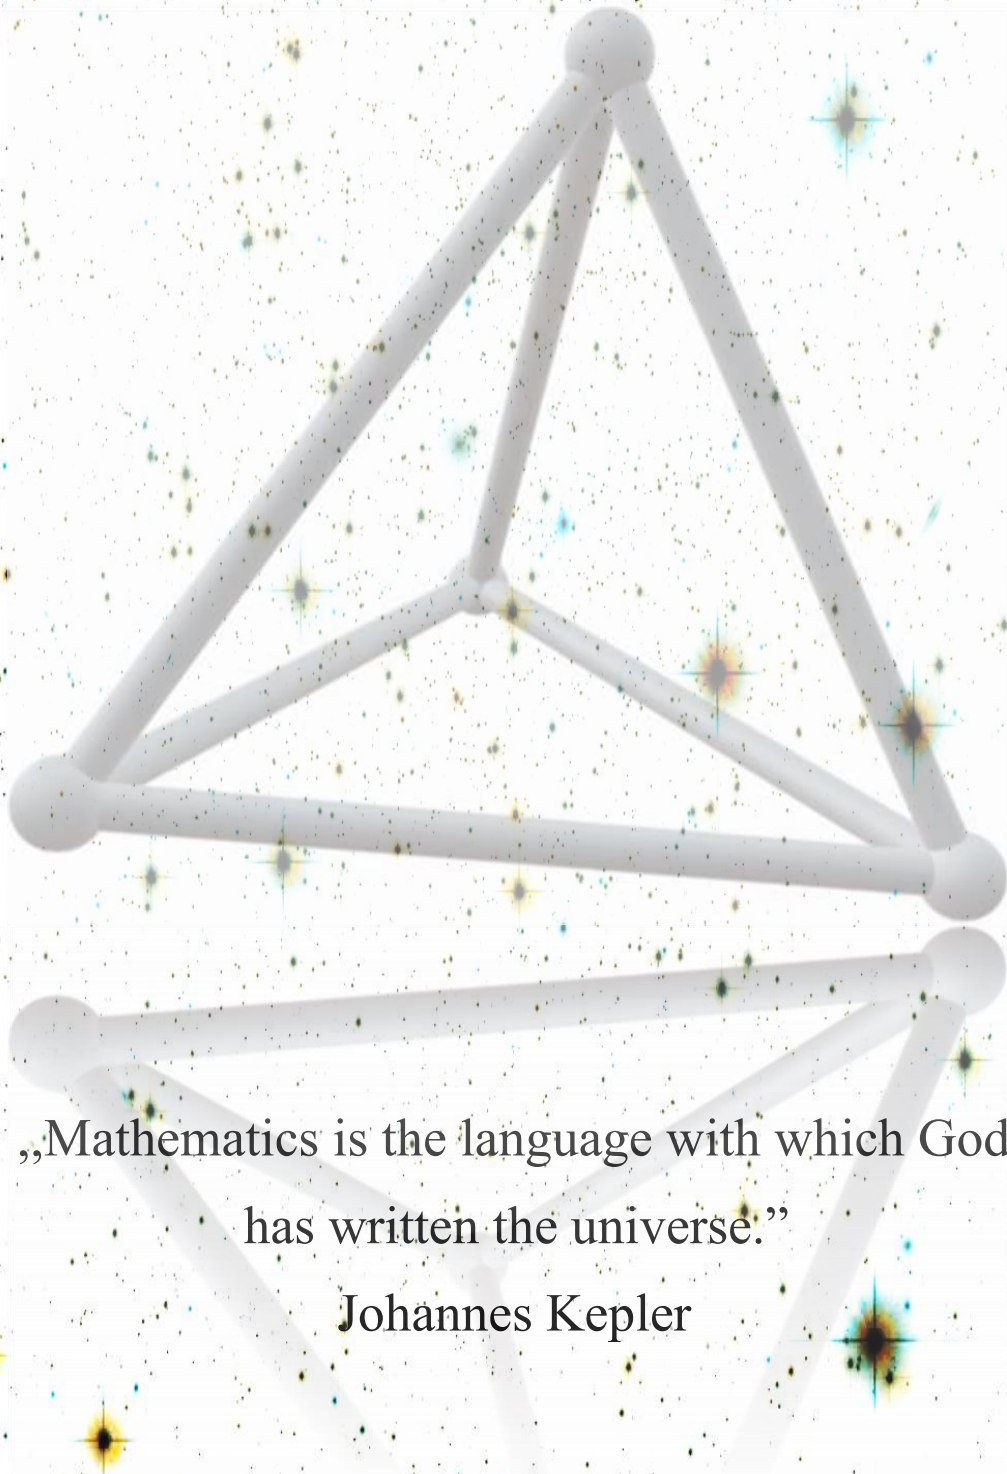 „Mathematics is the language with which God
has written the universe.”
Johannes Kepler